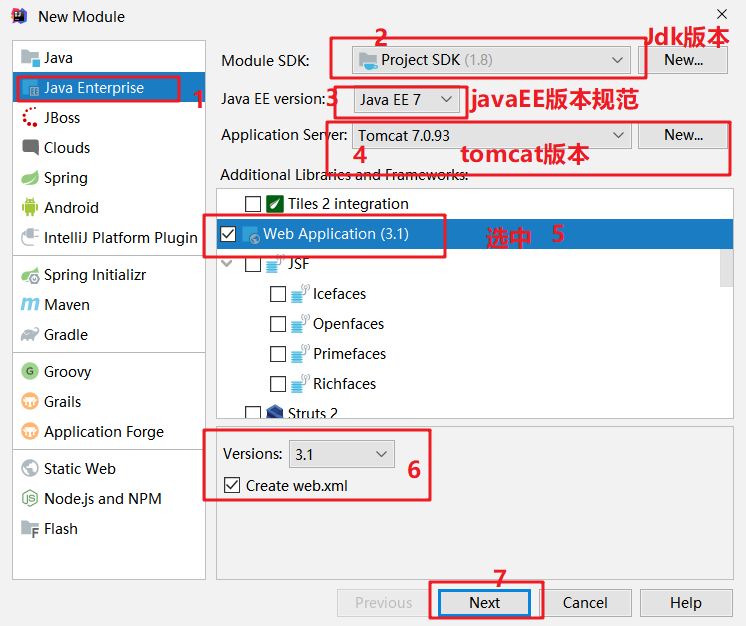 New Module
Java
Java Enterprise
1
JBoss
Clouds
Spring
Android
IntelliJ Platform Plugin
Spring Initializr
Maven
Gradle
Groovy
Grails
Application Forge
Static Web
Node.js and NPM
Flash
2
Jdk版本
Module SDK:
Project SDK (1.8)
New...
Java EE version:
3
Java EE 7
javaEE版本规范
Application Server:
Tomcat 7.0.93
New...
4
tomcat版本
Additional Libraries and Frameworks:
Tiles 2 integration
Web Application (3.1)
选中 5
JSF
Icefaces
Openfaces
Primefaces
Richfaces
Struts 2
Versions:
3.1
6
Create web.xml
7
Previous
Next
Cancel
Help